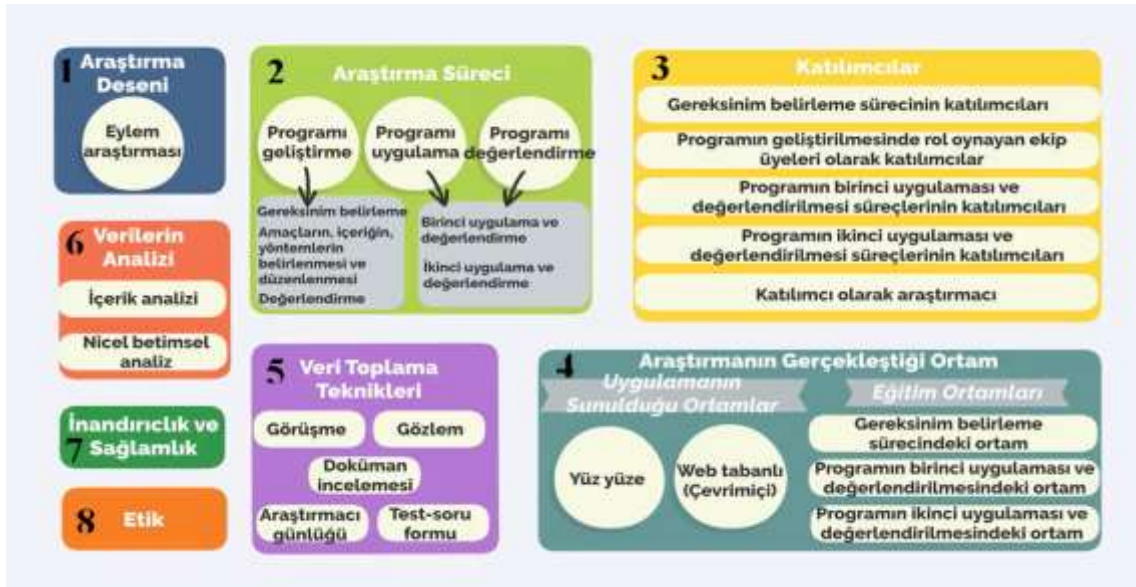 1 Araştırma
Deseni
Eylem
araştırması
2 Araştırma Süreci
Programı
geliştirme
Programı
uygulama
Programı
değerlendirme
Gereksinim belirleme
Amaçların, içeriğin,
yöntemlerin
belirlenmesi ve
düzenlenmesi
Değerlendirme
Birinci uygulama ve
değerlendirme
İkinci uygulama ve
değerlendirme
3 Katılımcılar
Gereksinim belirleme sürecinin katılımcıları
Programın geliştirilmesinde rol oynayan ekip
üyeleri olarak katılımcılar
Programın birinci uygulaması ve
değerlendirilmesi süreçlerinin katılımcıları
Programın ikinci uygulaması ve
değerlendirilmesi süreçlerinin katılımcıları
Katılımcı olarak araştırmacı
4 Araştırmanın Gerçekleştiği Ortam
Uygulamanın
Sunulduğu Ortamlar
Yüz yüze
Web tabanlı
(Çevrimiçi)
Eğitim Ortamları
Gereksinim belirleme
sürecindeki ortam
Programın birinci uygulaması ve
değerlendirilmesindeki ortam
Programın ikinci uygulaması ve
değerlendirilmesindeki ortam
5 Veri Toplama
Teknikleri
Görüşme
Gözlem
Doküman
incelemesi
Araştırmacı
günlüğü
Test-soru
formu
6 Verilerin
Analizi
İçerik analizi
Nicel betimsel
analiz
İnandırıclık ve
7 Sağlamlık
8 Etik